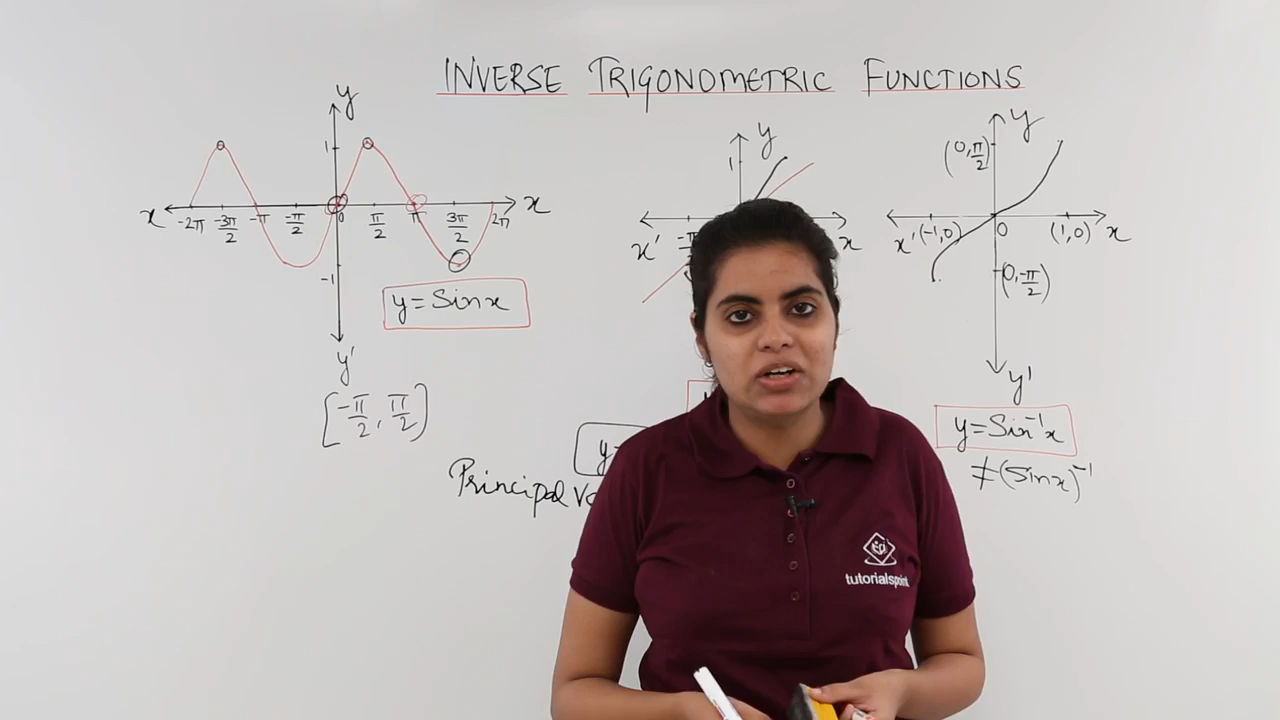 INVERSE TRIGONOMETRIC FUNCTIONS
y
1
x -2π -3π/2 -π -π/2 0 π/2 π 3π/2 2π x
-1
y'
y = Sin x
[-π/2, π/2]
y
1
x' x
y
(0, π/2)
x' (-1,0) 0 (1,0) x
(0, -π/2)
y'
y = Sin⁻¹x
≠ (Sinx)⁻¹
y =
Principal
tutorialspoint